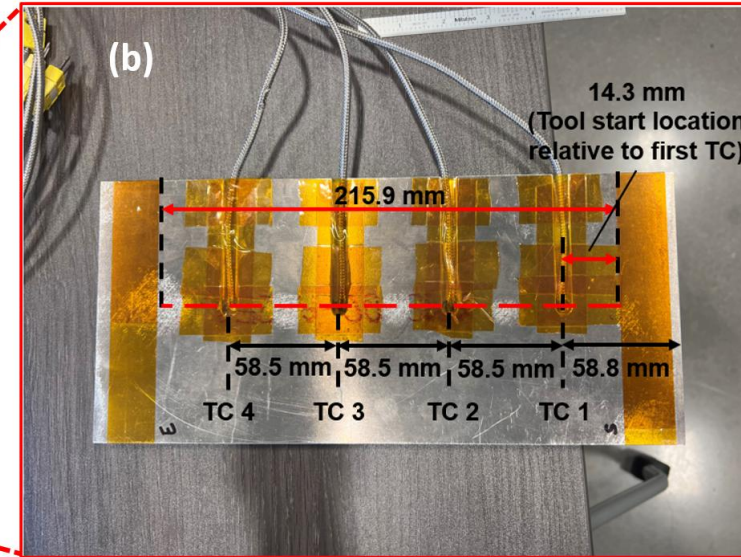 (b)
14.3 mm
(Tool start location
relative to first TC)
215.9 mm
58.5 mm
58.5 mm
58.5 mm
58.8 mm
TC 4
TC 3
TC 2
TC 1
E
S